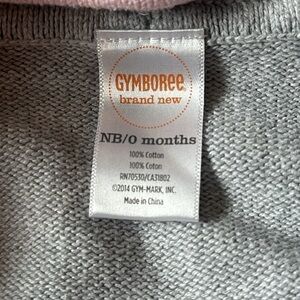 GYMBOREE
brand new
NB/0 months
100% Cotton
100% Coton
RN70530/CA31802
©2014 GYM-MARK, INC.
Made in China